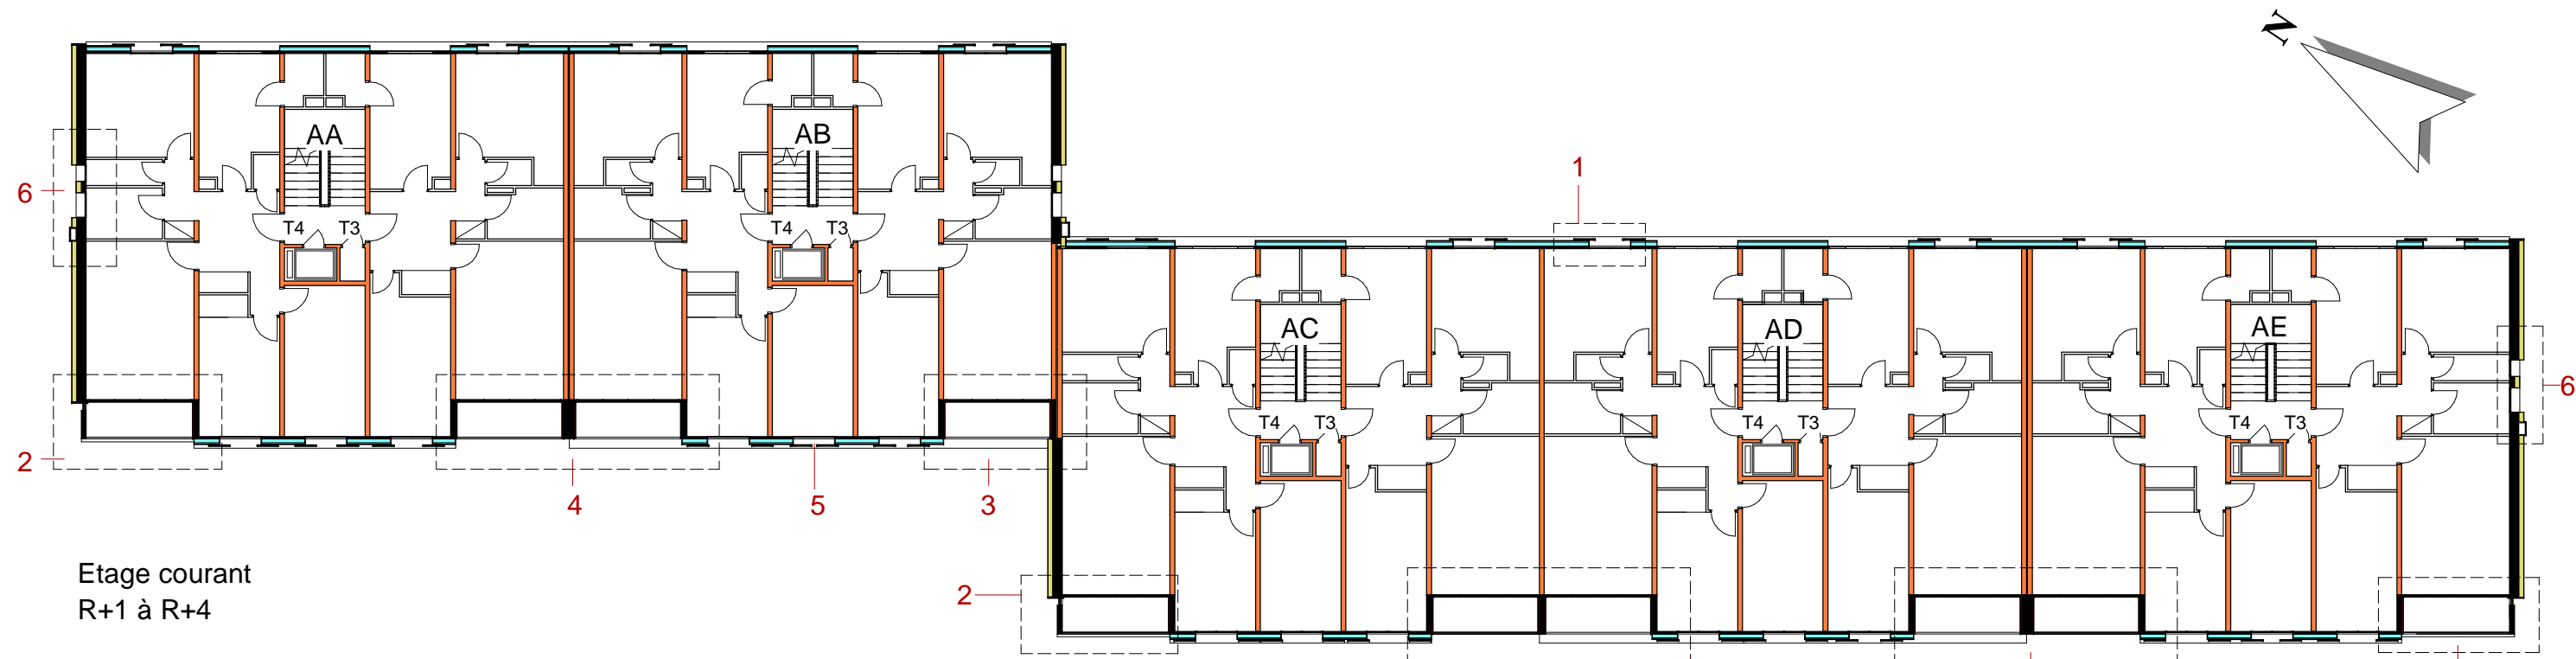 N
AA
AB
1
6
T4 T3
T4 T3
AC
AD
AE
6
T4 T3
T4 T3
T4 T3
2
4
5
3
Etage courant
R+1 à R+4
2